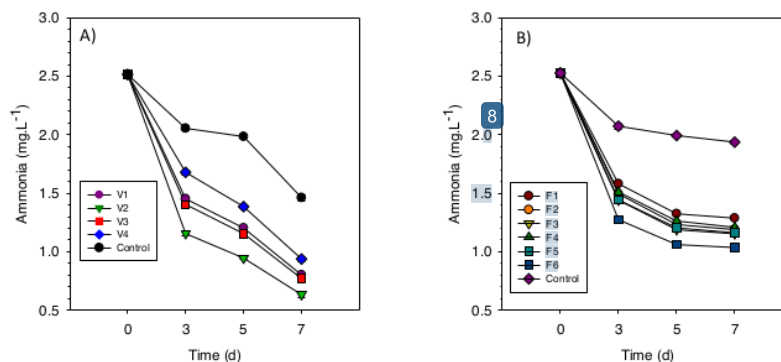 A)
3.0
2.5
2.0
1.5
1.0
0.5
Ammonia (mg.L-1)
V1
V2
V3
V4
Control
0 3 5 7
Time (d)
B)
3.0
2.5
8
2.0
1.5
1.0
0.5
Ammonia (mg.L-1)
F1
F2
F3
F4
F5
F6
Control
0 3 5 7
Time (d)